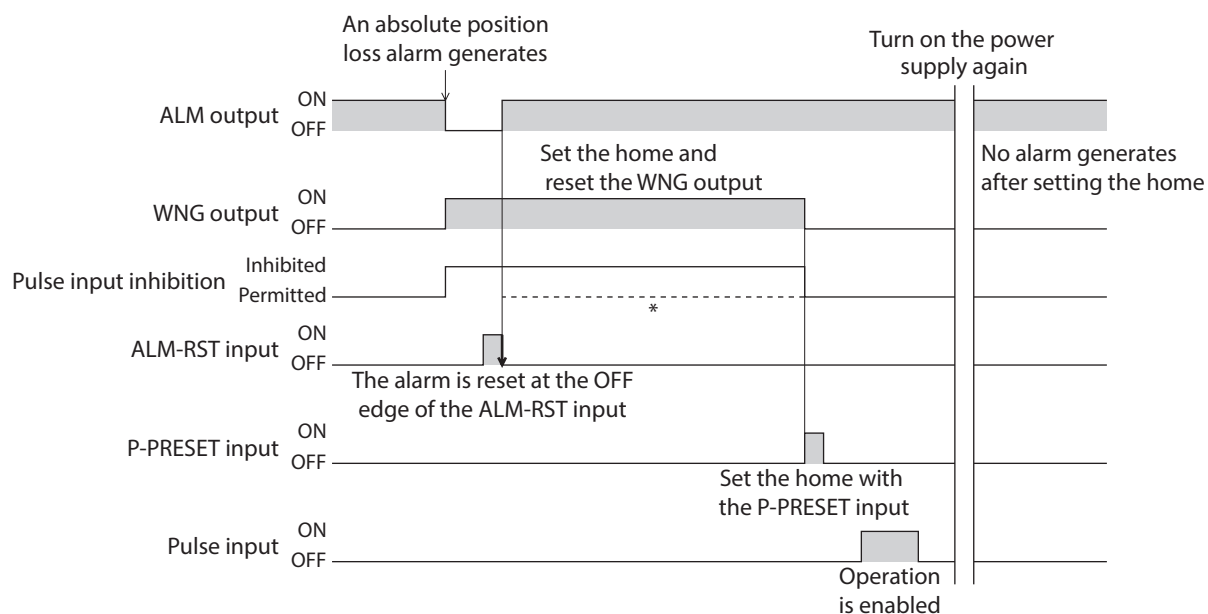 An absolute position
loss alarm generates
Turn on the power
supply again
ALM output
ON
OFF
Set the home and
reset the WNG output
No alarm generates
after setting the home
WNG output
ON
OFF
Pulse input inhibition
Inhibited
Permitted
*
ALM-RST input
ON
OFF
The alarm is reset at the OFF
edge of the ALM-RST input
P-PRESET input
ON
OFF
Set the home with
the P-PRESET input
Pulse input
ON
OFF
Operation
is enabled